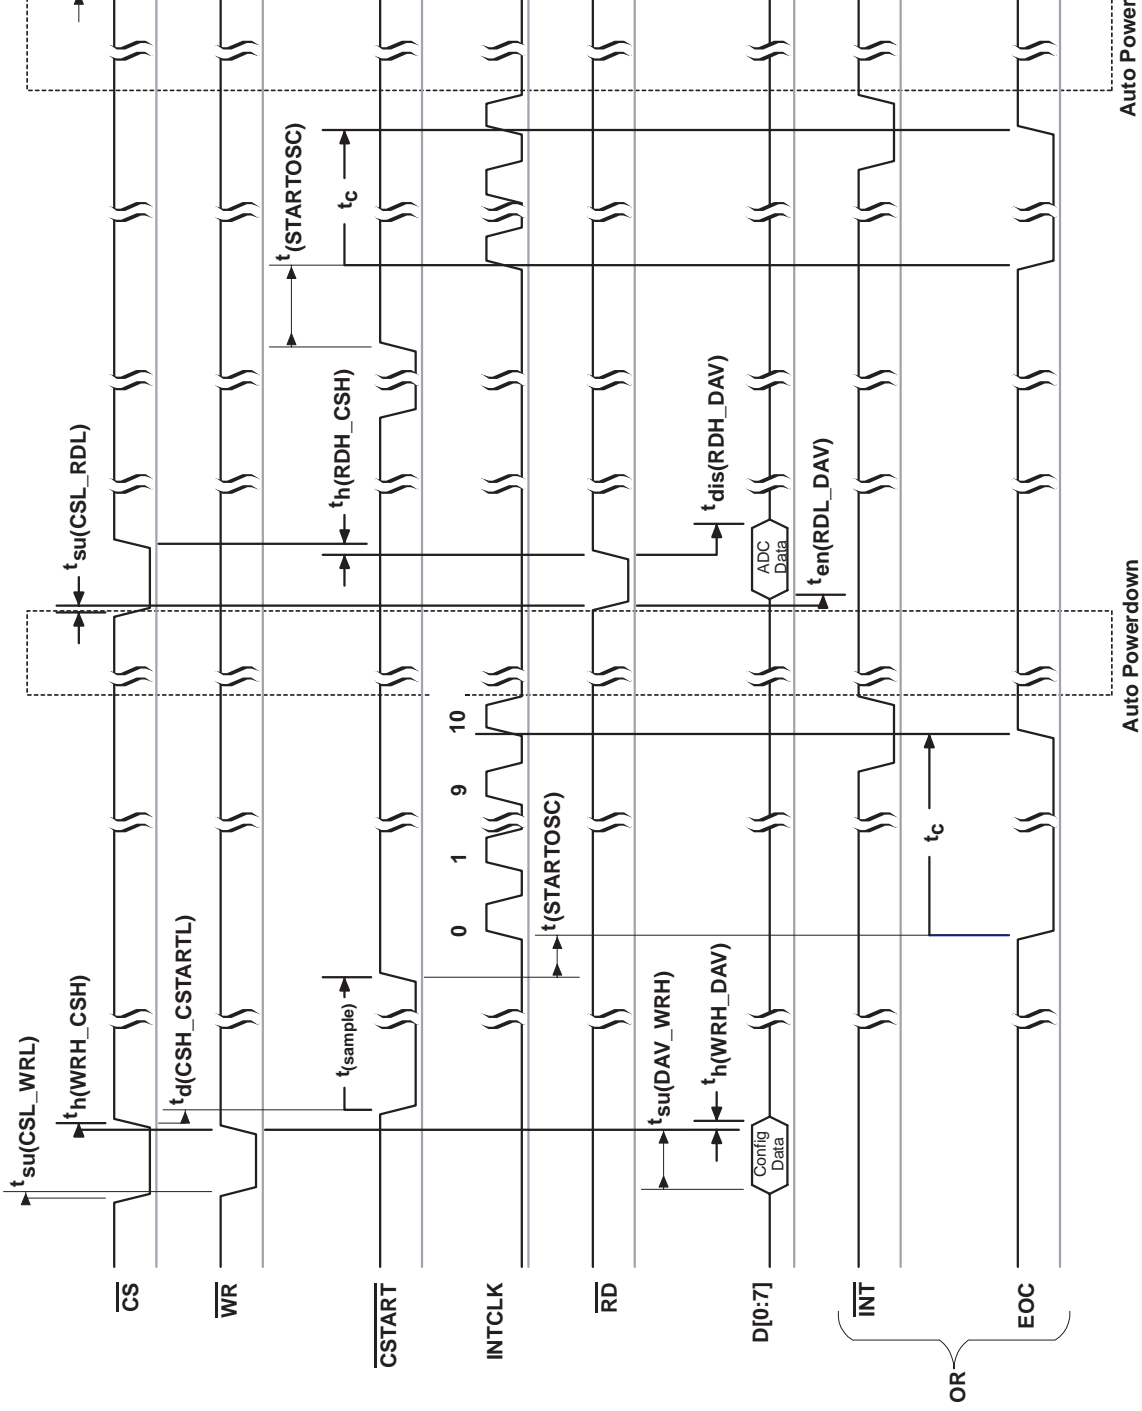 tsu(CSL_WRL)
th(WRH_CSH)
td(CSH_CSTARTL)
tsu(CSL_RDL)
CS
WR
t(sample)
th(RDH_CSH)
t(STARTOSC)
tc
CSTART
0
1
9
10
INTCLK
t(STARTOSC)
RD
tsu(DAV_WRH)
th(WRH_DAV)
tdis(RDH_DAV)
Config
Data
ADC
Data
D[0:7]
ten(RDL_DAV)
INT
tc
OR
EOC
Auto Powerdown
Auto Power